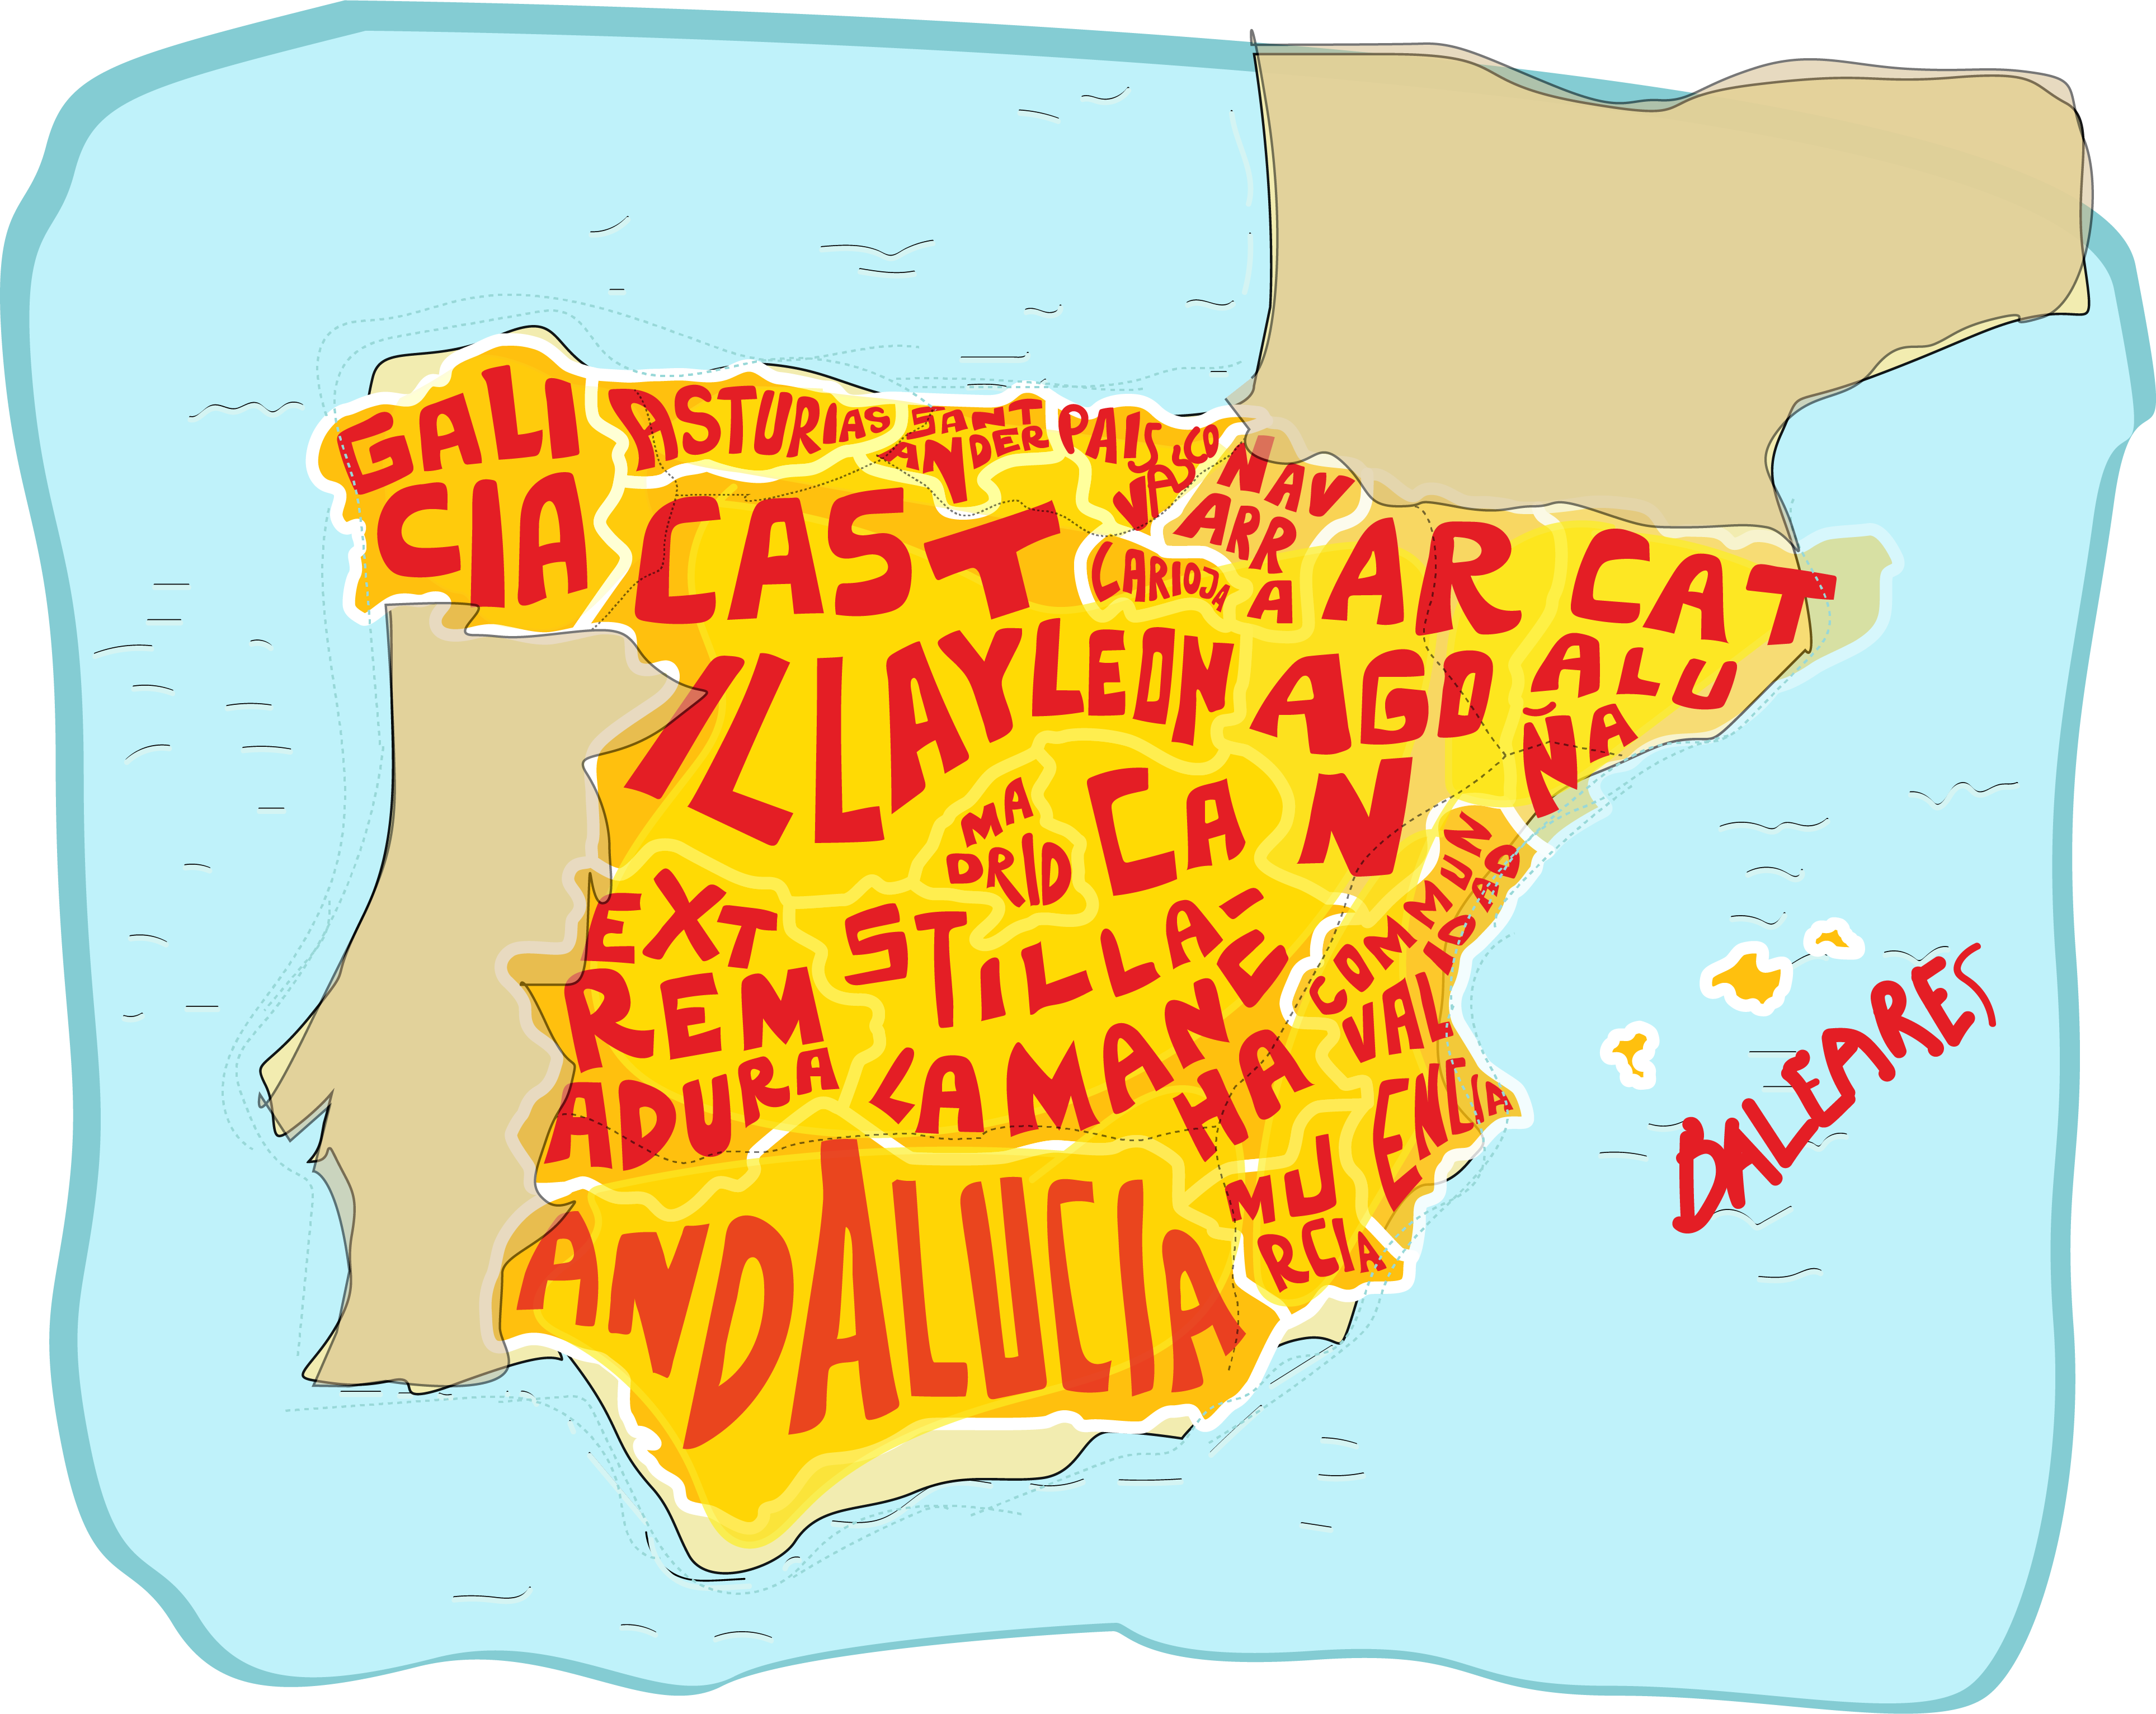 GALI
CIA
ASTURIAS
SANT
ANDER
PAIS
VASCO
NAV
ARR
A
LARIOJA
CAST
ILLAYLEON
AR
AGO
N
CAT
ALU
ÑA
MA
DRID
CA
STILLA-
LAMANCHA
EXT
REM
ADURA
VAL
ENCIA
MU
RCIA
ANDALUCIA
BALEARES